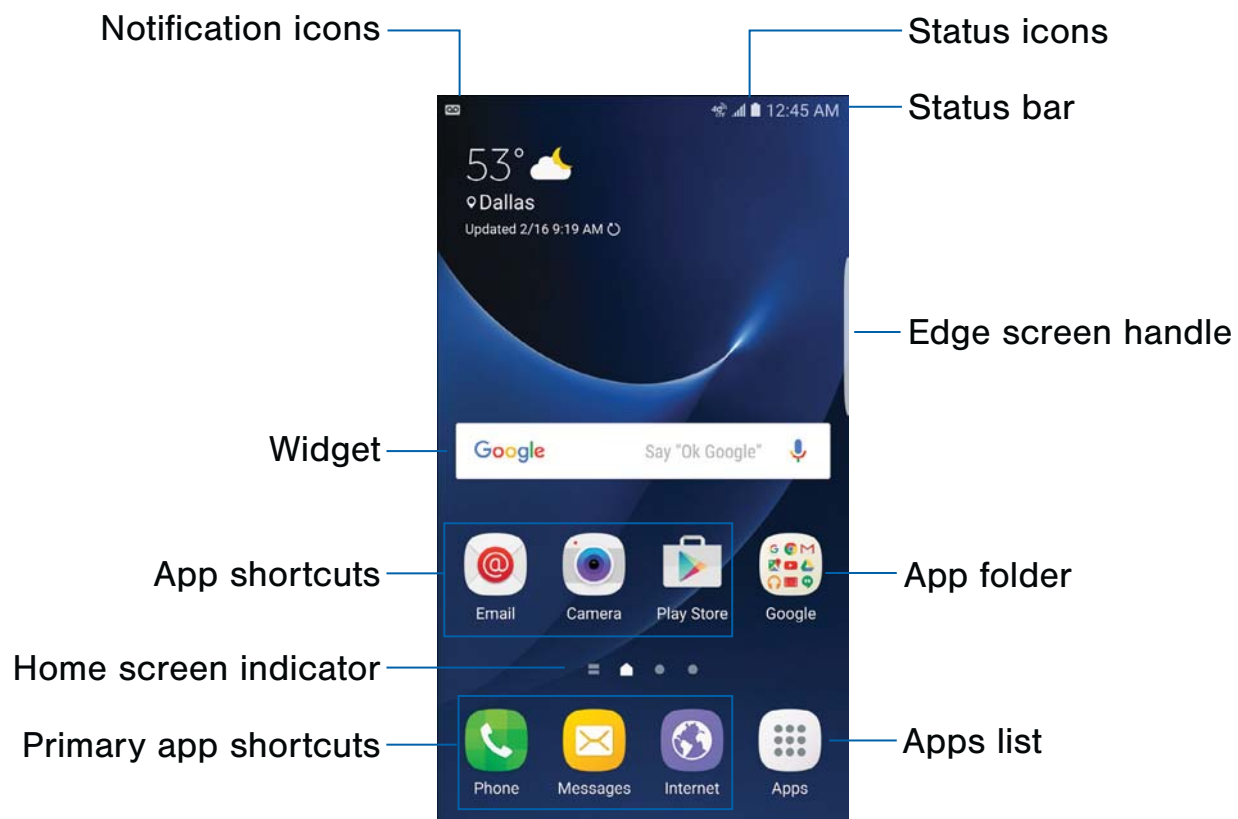 Notification icons
Status icons
12:45 AM
Status bar
53°
Dallas
Updated 2/16 9:19 AM
Edge screen handle
Widget
Google Say "Ok Google"
App shortcuts
Email Camera Play Store Google
App folder
Home screen indicator
Primary app shortcuts
Phone Messages Internet Apps
Apps list